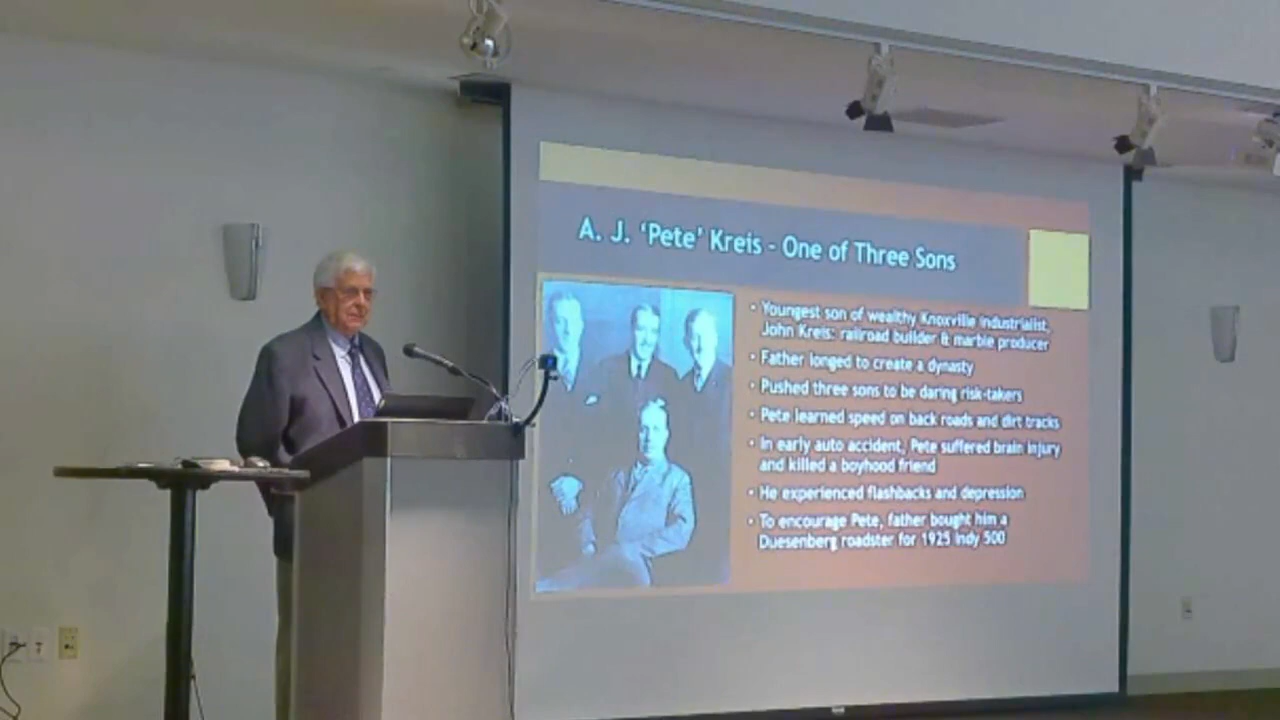 A. J. ‘Pete’ Kreis - One of Three Sons
• Youngest son of wealthy Knoxville industrialist,
John Kreis: railroad builder & marble producer
• Father longed to create a dynasty
• Pushed three sons to be daring risk-takers
• Pete learned speed on back roads and dirt tracks
• In early auto accident, Pete suffered brain injury
and killed a boyhood friend
• He experienced flashbacks and depression
• To encourage Pete, father bought him a
Duesenberg roadster for 1925 Indy 500